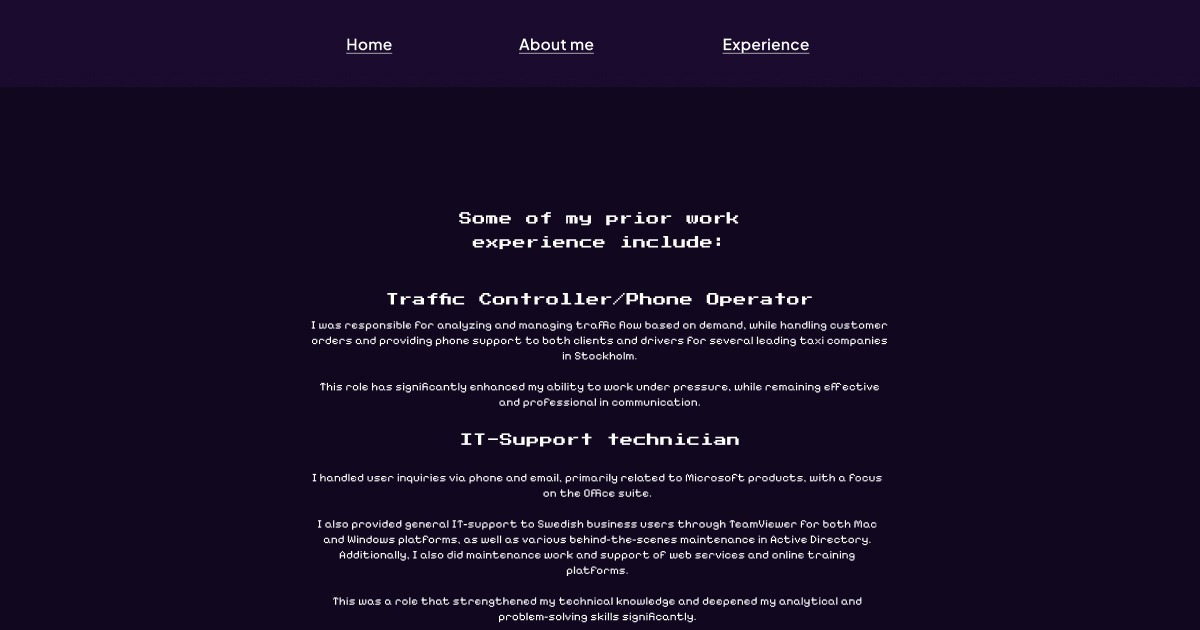 Home About me Experience
Some of my prior work
experience include:
Traffic Controller/Phone Operator
I was responsible for analyzing and managing traffic flow based on demand, while handling customer
orders and providing phone support to both clients and drivers for several leading taxi companies
in Stockholm.
This role has significantly enhanced my ability to work under pressure, while remaining effective
and professional in communication.
IT-Support technician
I handled user inquiries via phone and email, primarily related to Microsoft products, with a focus
on the Office suite.
I also provided general IT-support to Swedish business users through TeamViewer for both Mac
and Windows platforms, as well as various behind-the-scenes maintenance in Active Directory.
Additionally, I also did maintenance work and support of web services and online training
platforms.
This was a role that strengthened my technical knowledge and deepened my analytical and
problem-solving skills significantly.